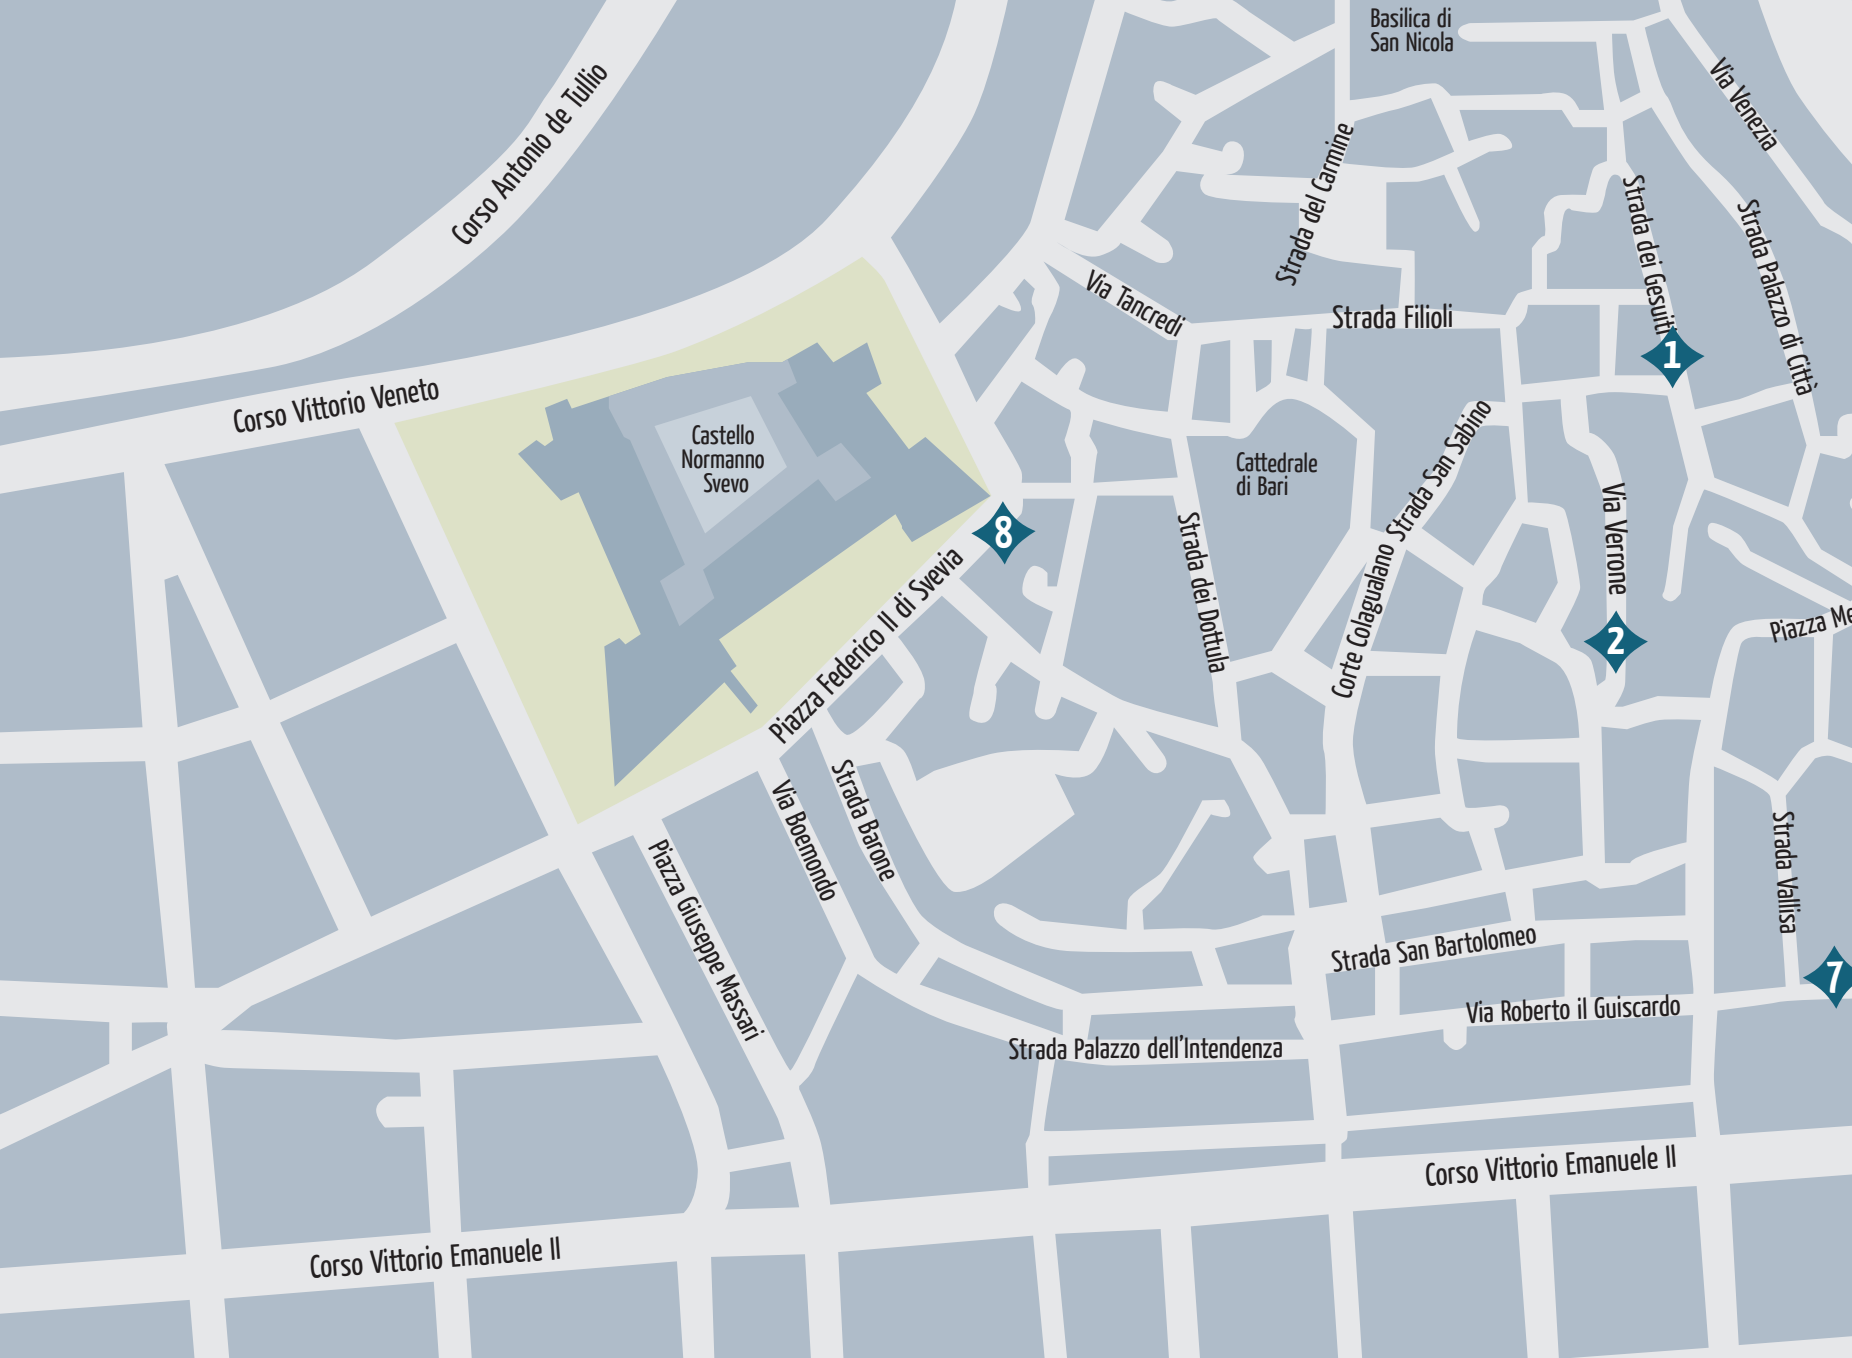 Basilica di
San Nicola
Via Venezia
Corso Antonio de Tullio
Strada del Carmine
Strada dei Gesuiti
Strada Palazzo di Città
Via Tancredi
Strada Filioli
1
Corso Vittorio Veneto
Castello
Normanno
Svevo
Cattedrale
di Bari
Strada San Sabino
Via Verrone
8
Strada dei Dottula
Corte Colagualano
Piazza Federico II di Svevia
2
Piazza Me
Via Boemondo
Strada Barone
Piazza Giuseppe Massari
Strada Vallisa
Strada San Bartolomeo
7
Via Roberto il Guiscardo
Strada Palazzo dell'Intendenza
Corso Vittorio Emanuele II
Corso Vittorio Emanuele II